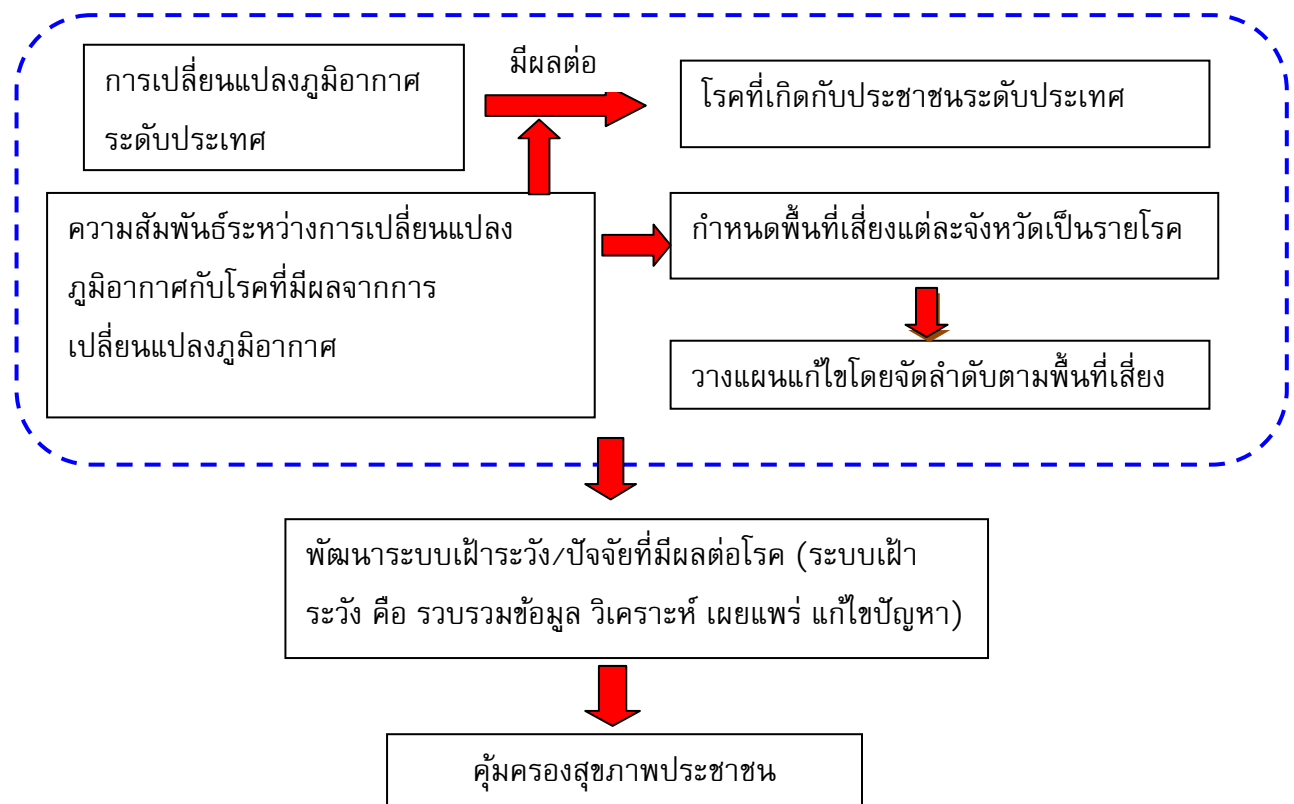 การเปลี่ยนแปลงภูมิอากาศ
ระดับประเทศ
มีผลต่อ
โรคที่เกิดกับประชาชนระดับประเทศ
ความสัมพันธ์ระหว่างการเปลี่ยนแปลง
ภูมิอากาศกับโรคที่มีผลจากการ
เปลี่ยนแปลงภูมิอากาศ
กำหนดพื้นที่เสี่ยงแต่ละจังหวัดเป็นรายโรค
วางแผนแก้ไขโดยจัดลำดับตามพื้นที่เสี่ยง
พัฒนาระบบเฝ้าระวัง/ปัจจัยที่มีผลต่อโรค (ระบบเฝ้า
ระวัง คือ รวบรวมข้อมูล วิเคราะห์ เผยแพร่ แก้ไขปัญหา)
คุ้มครองสุขภาพประชาชน